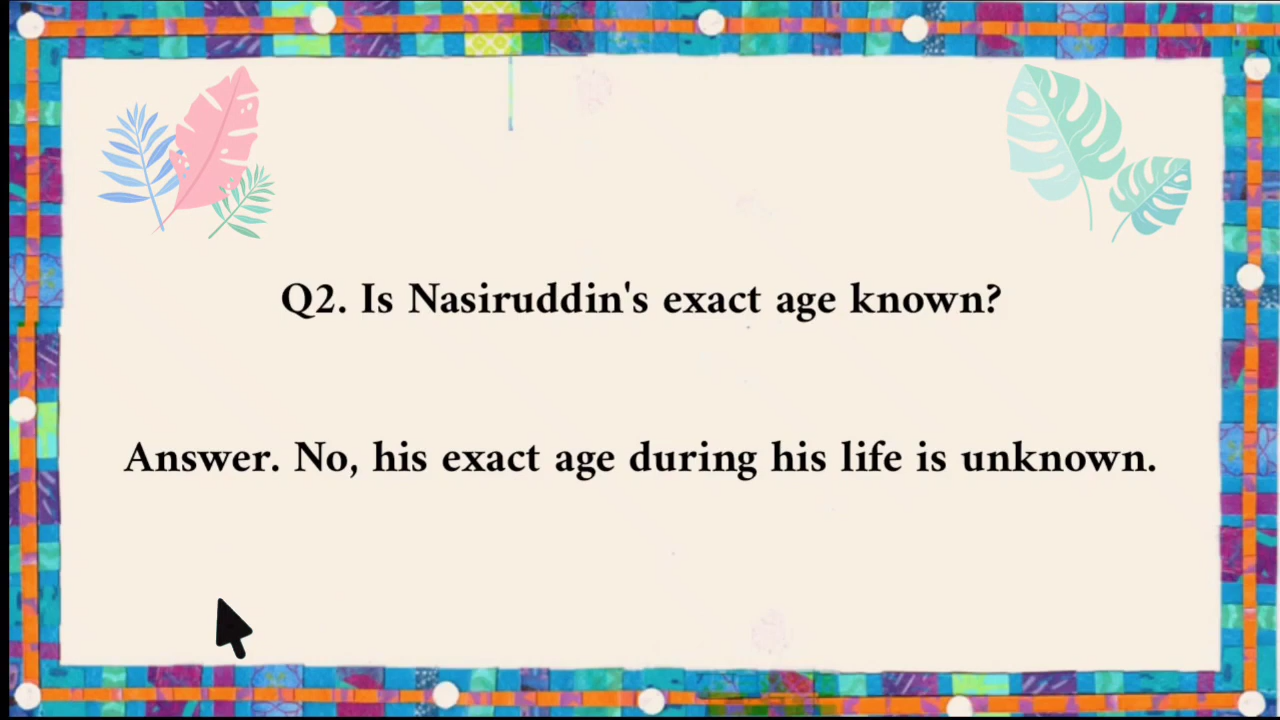 Q2. Is Nasiruddin's exact age known?
Answer. No, his exact age during his life is unknown.